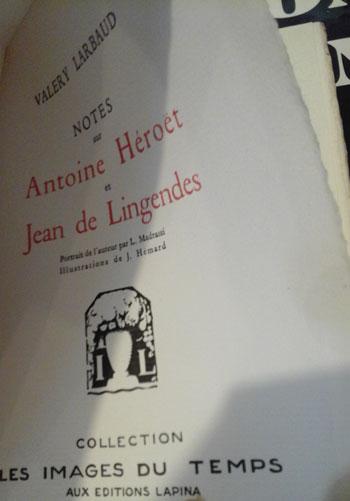 VALERY LARBAUD
NOTES
sur
Antoine Héroët
et
Jean de Lingendes
Portrait de l'auteur par L. Madrassi
Illustrations de J. Hémard
A L
COLLECTION
LES IMAGES DU TEMPS
AUX EDITIONS LAPINA